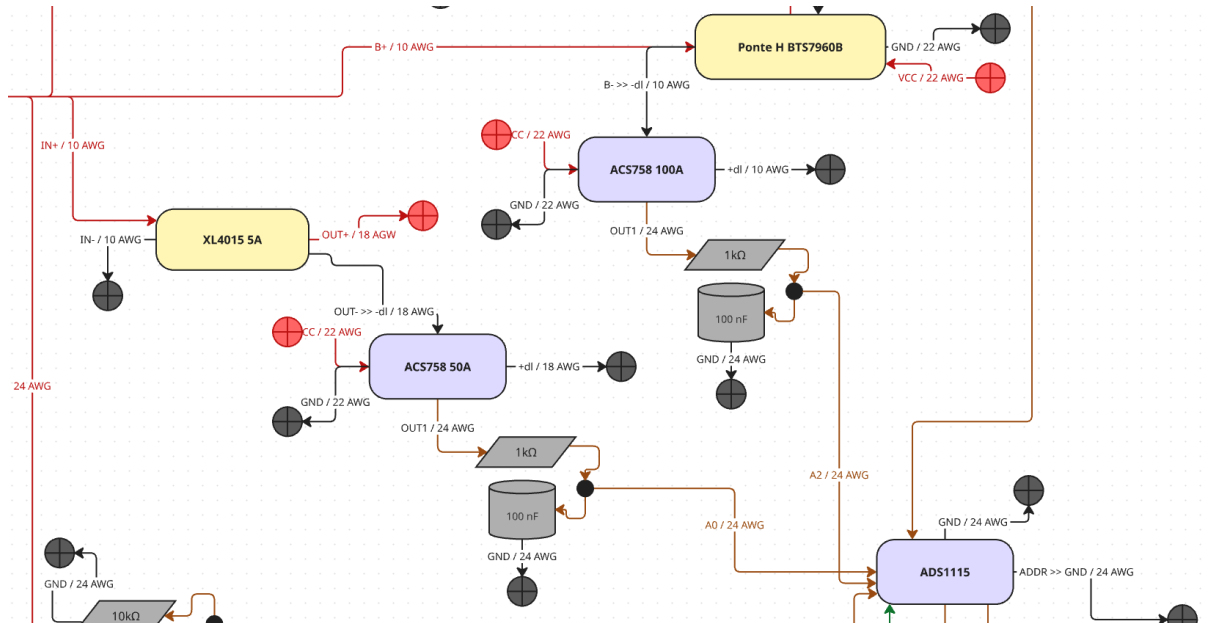 B+ / 10 AWG
Ponte H BTS7960B
GND / 22 AWG
VCC / 22 AWG
B- >> -dl / 10 AWG
CC / 22 AWG
IN+ / 10 AWG
ACS758 100A
+dl / 10 AWG
GND / 22 AWG
OUT1 / 24 AWG
XL4015 5A
OUT+ / 18 AGW
IN- / 10 AWG
1kΩ
OUT- >> -dl / 18 AWG
100 nF
CC / 22 AWG
GND / 24 AWG
ACS758 50A
+dl / 18 AWG
24 AWG
GND / 22 AWG
OUT1 / 24 AWG
1kΩ
A2 / 24 AWG
100 nF
A0 / 24 AWG
GND / 24 AWG
GND / 24 AWG
ADS1115
ADDR >> GND / 24 AWG
GND / 24 AWG
10kΩ